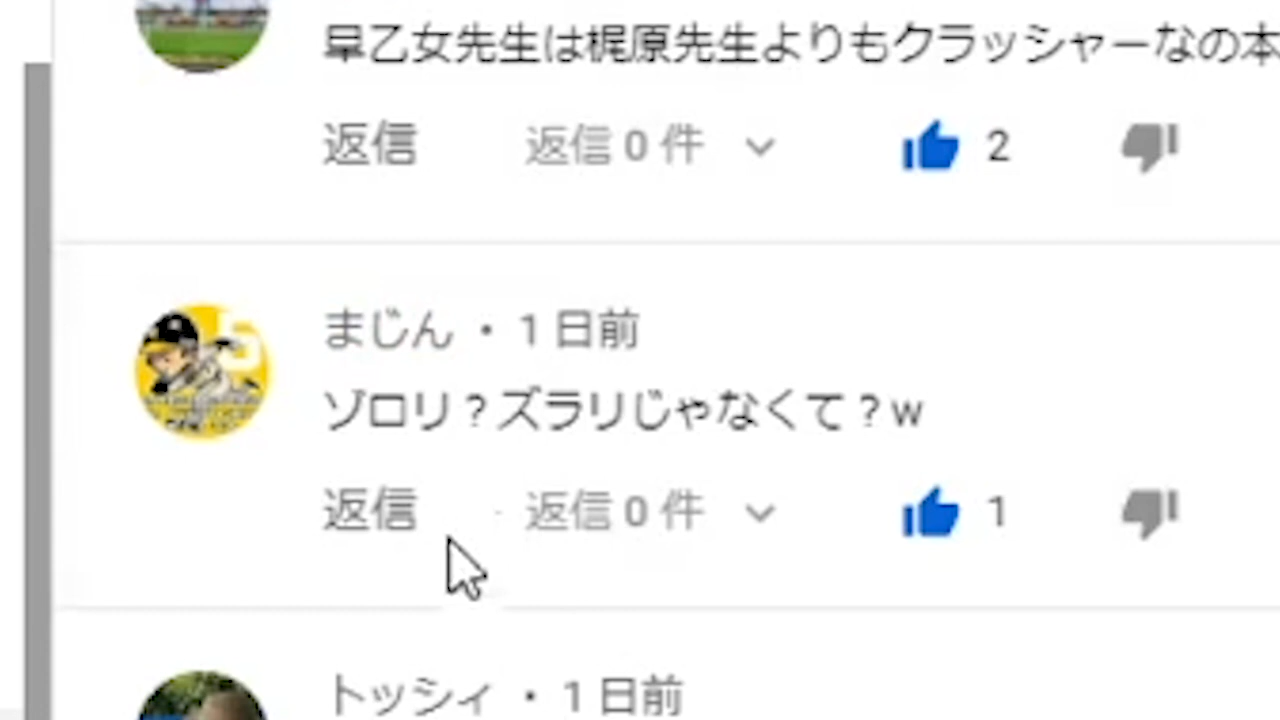 早乙女先生は梶原先生よりもクラッシャーなの本
返信 返信 0 件 2
まじん • 1 日前
ゾロリ？ズラリじゃなくて？w
返信 返信 0 件 1
トッシィ • 1 日前